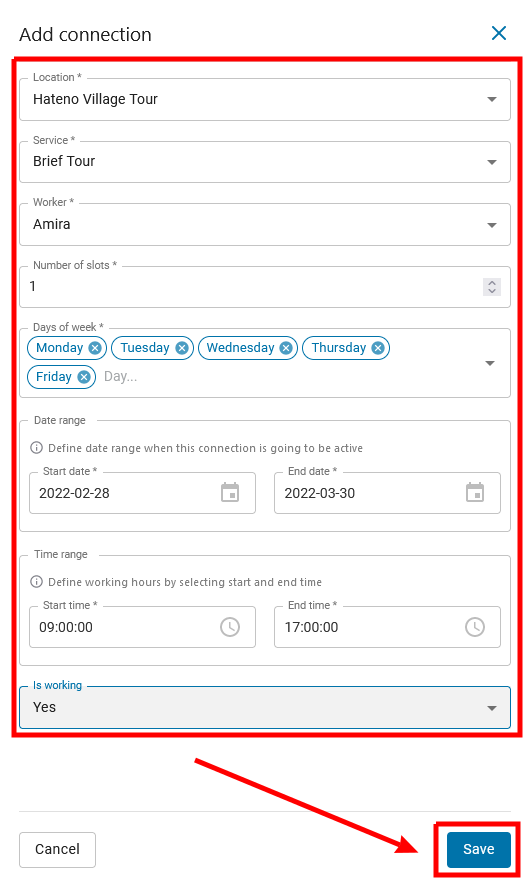 Add connection
Location *
Hateno Village Tour
Service *
Brief Tour
Worker *
Amira
Number of slots *
1
Days of week *
Monday Tuesday Wednesday Thursday
Friday Day...
Date range
Define date range when this connection is going to be active
Start date * End date *
2022-02-28 2022-03-30
Time range
Define working hours by selecting start and end time
Start time * End time *
09:00:00 17:00:00
Is working
Yes
Cancel Save